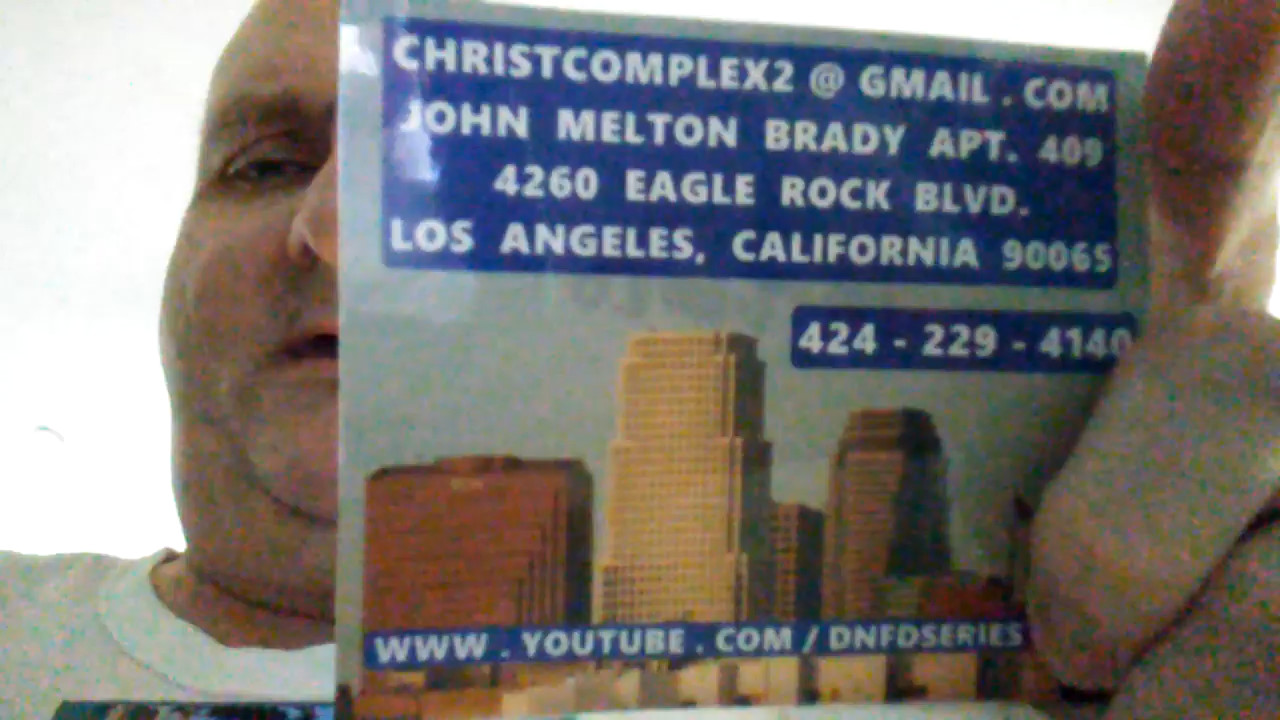 CHRISTCOMPLEX2 @ GMAIL . COM
JOHN MELTON BRADY APT. 409
4260 EAGLE ROCK BLVD.
LOS ANGELES, CALIFORNIA 90065
424 - 229 - 4140
WWW . YOUTUBE . COM / DNFDSERIES